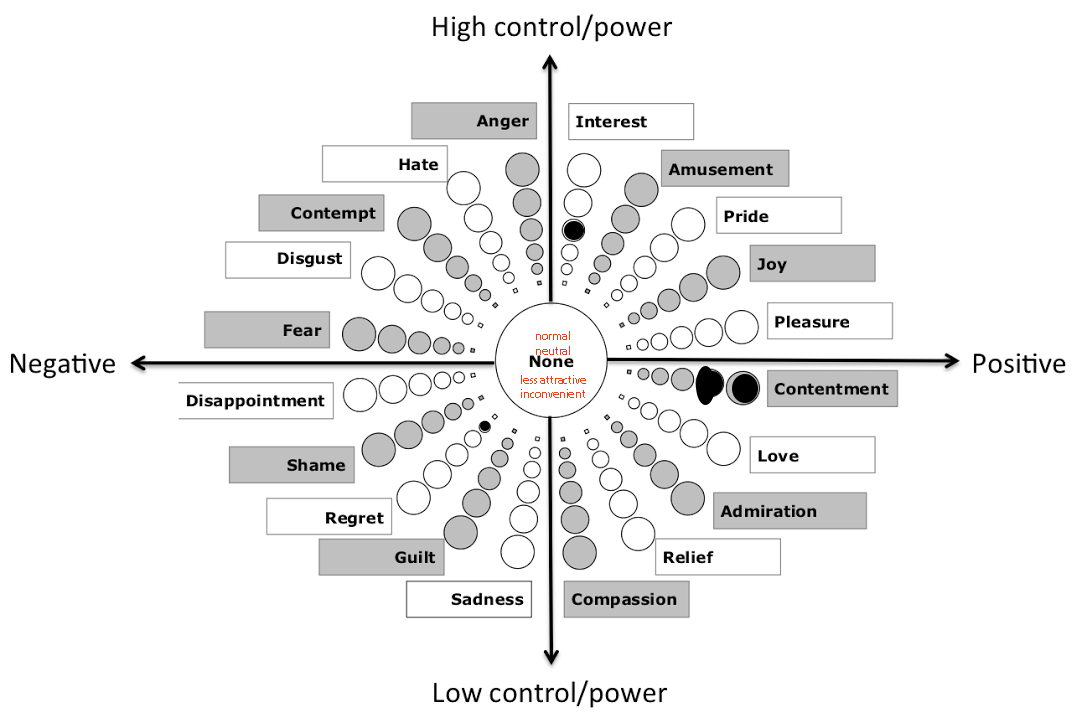 High control/power
Anger
Interest
Hate
Amusement
Contempt
Pride
Disgust
Joy
Fear
Pleasure
normal
neutral
None
less attractive
inconvenient
Negative
Positive
Disappointment
Contentment
Shame
Love
Regret
Admiration
Guilt
Relief
Sadness
Compassion
Low control/power